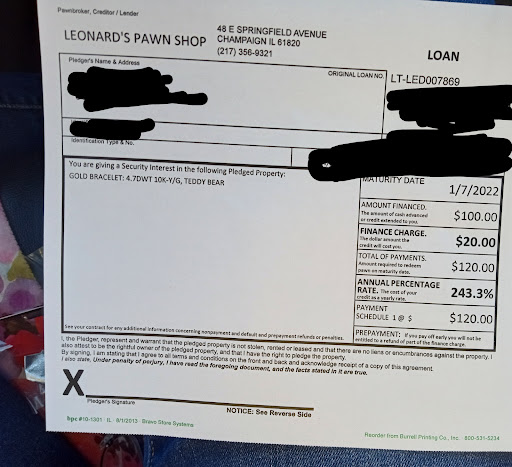 Pawnbroker, Creditor / Lender
LEONARD'S PAWN SHOP
48 E SPRINGFIELD AVENUE
CHAMPAIGN IL 61820
(217) 356-9321
LOAN
Pledger's Name & Address
ORIGINAL LOAN NO.
LT-LED007869
Identification Type & No.
You are giving a Security Interest in the following Pledged Property:
GOLD BRACELET: 4.7DWT 10K-Y/G, TEDDY BEAR
MATURITY DATE
1/7/2022
AMOUNT FINANCED.
The amount of cash advanced
or credit extended to you.
$100.00
FINANCE CHARGE.
The dollar amount the
credit will cost you.
$20.00
TOTAL OF PAYMENTS.
Amount required to redeem
pawn on maturity date.
$120.00
ANNUAL PERCENTAGE
RATE. The cost of your
credit as a yearly rate.
243.3%
PAYMENT
SCHEDULE 1 @ $
$120.00
See your contract for any additional information concerning nonpayment and default and prepayment refunds or penalties.
PREPAYMENT: If you pay off early you will not be
entitled to a refund of part of the finance charge.
I, the Pledger, represent and warrant that the pledged property is not stolen, rented or leased and that there are no liens or encumbrances against the property. I
also attest to be the rightful owner of the pledged property, and that I have the right to pledge the property.
By signing, I am stating that I agree to all terms and conditions on the front and back and acknowledge receipt of a copy of this agreement.
I also state, Under penalty of perjury, I have read the foregoing document, and the facts stated in it are true.
X
Pledger's Signature
NOTICE: See Reverse Side
bpc #10-1301 - IL 8/1/2013 - Bravo Store Systems
Reorder from Burrell Printing Co., Inc. 800-531-5234